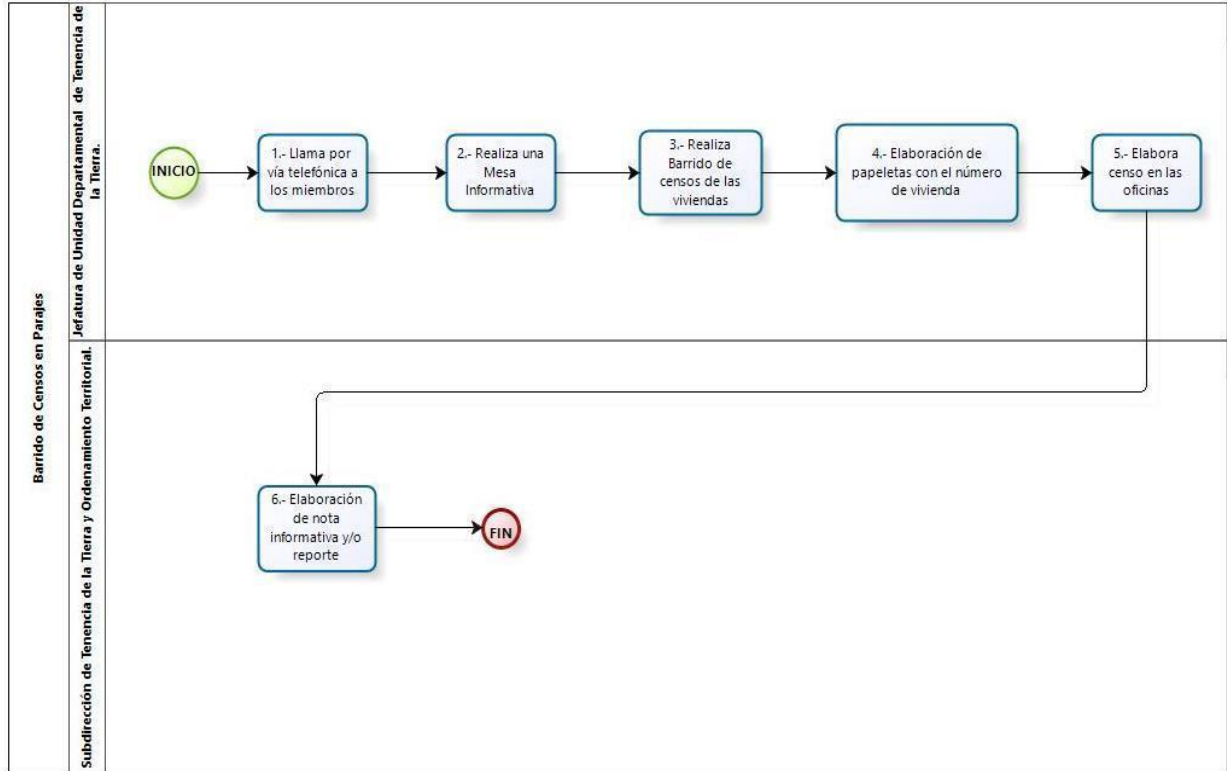 Barrido de Censos en Parajes
Jefatura de Unidad Departamental de Tenencia de
la Tierra.
INICIO
1.- Llama por
vía telefónica a
los miembros
2.- Realiza una
Mesa
Informativa
3.- Realiza
Barrido de
censos de las
viviendas
4.- Elaboración de
papeletas con el número
de vivienda
5.- Elabora
censo en las
oficinas
Subdirección de Tenencia de la Tierra y Ordenamiento Territorial.
6.- Elaboración
de nota
informativa y/o
reporte
FIN